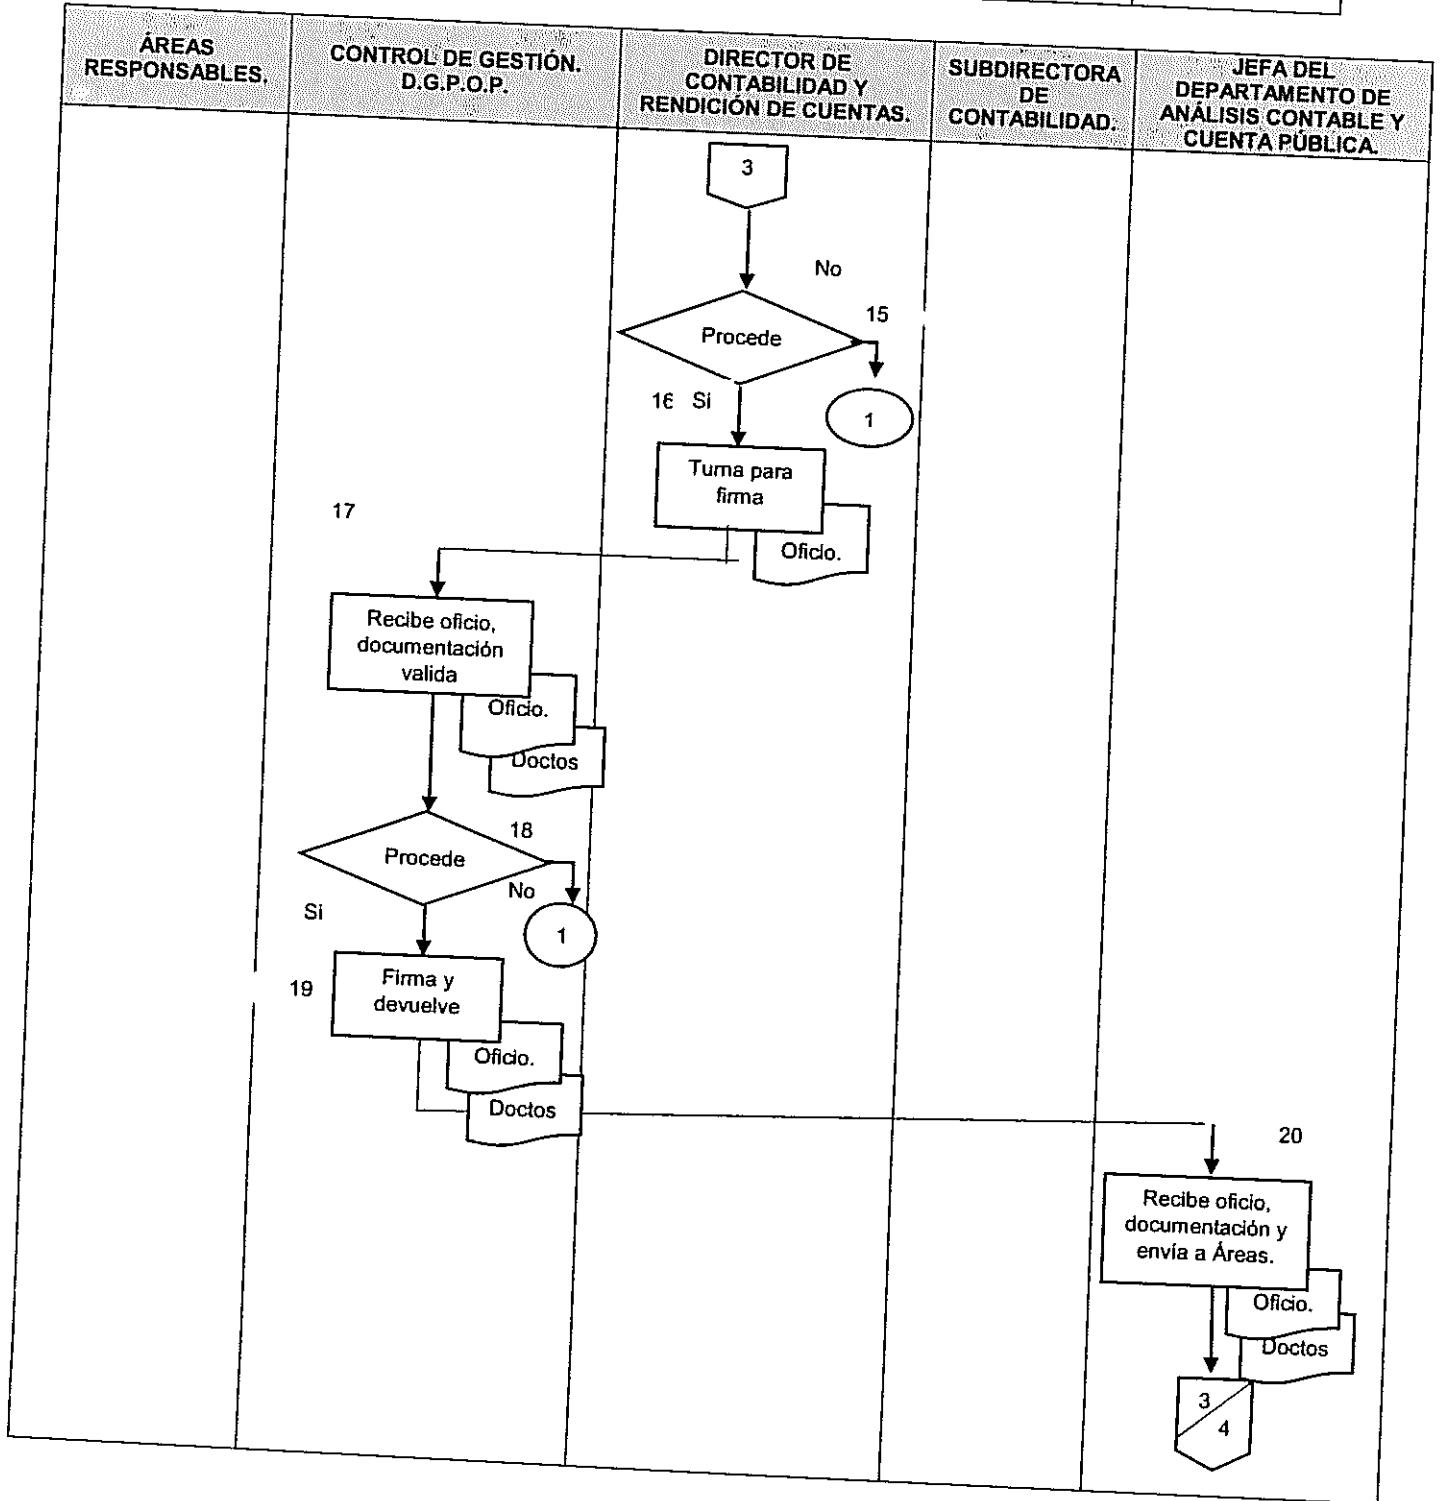 ÁREAS
RESPONSABLES.
CONTROL DE GESTIÓN.
D.G.P.O.P.
DIRECTOR DE
CONTABILIDAD Y
RENDICIÓN DE CUENTAS.
SUBDIRECTORA
DE
CONTABILIDAD.
JEFA DEL
DEPARTAMENTO DE
ANÁLISIS CONTABLE Y
CUENTA PÚBLICA.
3
No
15
Procede
16 Si
1
Turna para
firma
Oficio.
17
Recibe oficio,
documentación
valida
Oficio.
Doctos
18
Procede
No
Si
1
19
Firma y
devuelve
Oficio.
Doctos
20
Recibe oficio,
documentación y
envía a Áreas.
Oficio.
Doctos
3
4